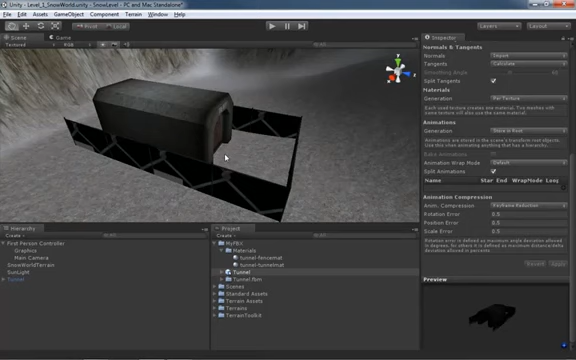 Unity - Level_1_SnowWorld.unity - SnowLevel - PC and Mac Standalone*
File Edit Assets GameObject Component Terrain Window Help
Pivot Local
Layers Layout
Scene Game
Textured RGB
Inspector
Normals & Tangents
Normals Import
Tangents Calculate
Smoothing Angle 60
Split Tangents
Materials
Generation Per Texture
Animations
Generation Store in Root
Bake Animations
Animation Wrap Mode Default
Split Animations
Name Start End WrapMode Loop
Animation Compression
Anim. Compression Keyframe Reduction
Rotation Error 0.5
Position Error 0.5
Scale Error 0.5
Revert Apply
Preview
Hierarchy
Create
First Person Controller
Graphics
Main Camera
SnowWorldTerrain
SunLight
Tunnel
Project
Create
Materials
tunnel-fencemat
tunnel-tunnelmat
Tunnel
Tunnel.fbm
Scenes
Standard Assets
Terrain Assets
Terrains
TerrainToolkit